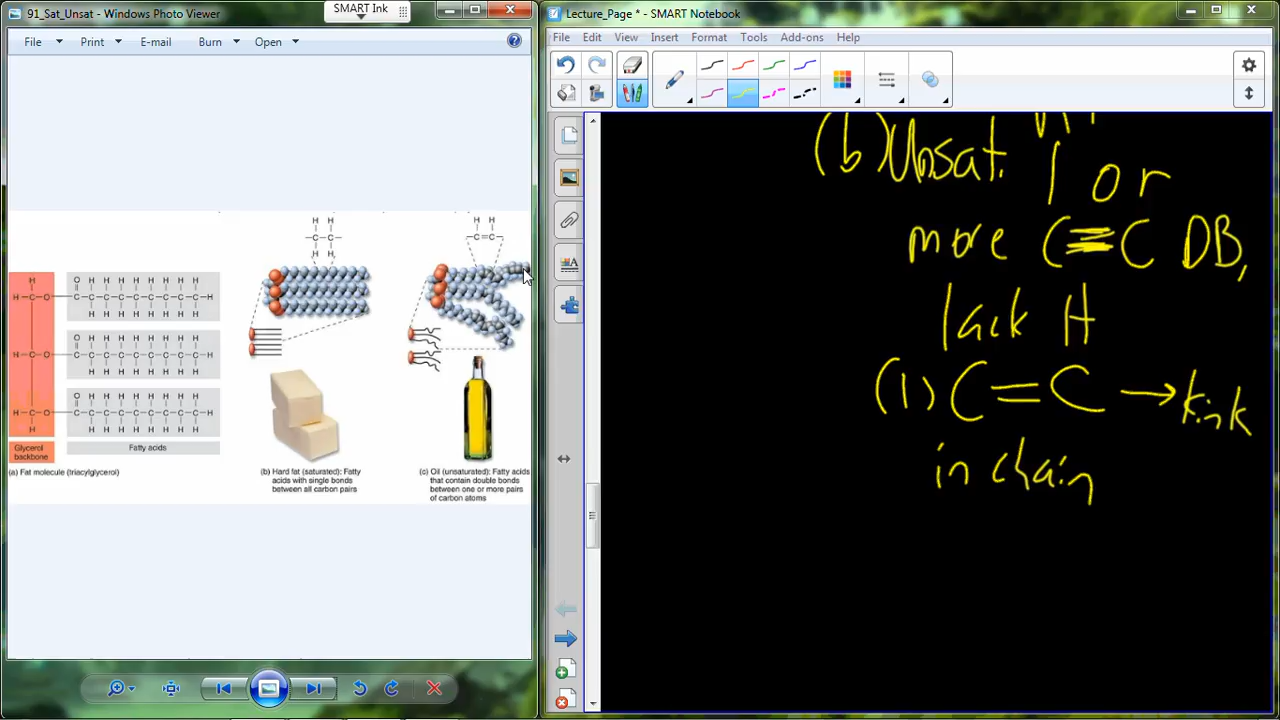 91_Sat_Unsat - Windows Photo Viewer
SMART Ink
File Print E-mail Burn Open
Lecture_Page * - SMART Notebook
File Edit View Insert Format Tools Add-ons Help
H H
-C-C-
H H
H H
-C=C-
H O H H H H H H H
H-C-O-C-C-C-C-C-C-C-C-H
H H H H H H H
O H H H H H H H
H-C-O-C-C-C-C-C-C-C-C-H
H H H H H H H
O H H H H H H H
H-C-O-C-C-C-C-C-C-C-C-H
H H H H H H H H
Glycerol
backbone
Fatty acids
(a) Fat molecule (triacylglycerol)
(b) Hard fat (saturated): Fatty
acids with single bonds
between all carbon pairs
(c) Oil (unsaturated): Fatty acids
that contain double bonds
between one or more pairs
of carbon atoms
(b) Unsat. 1 or
more C=C DB,
lack H
(1) C=C → kink
in chain